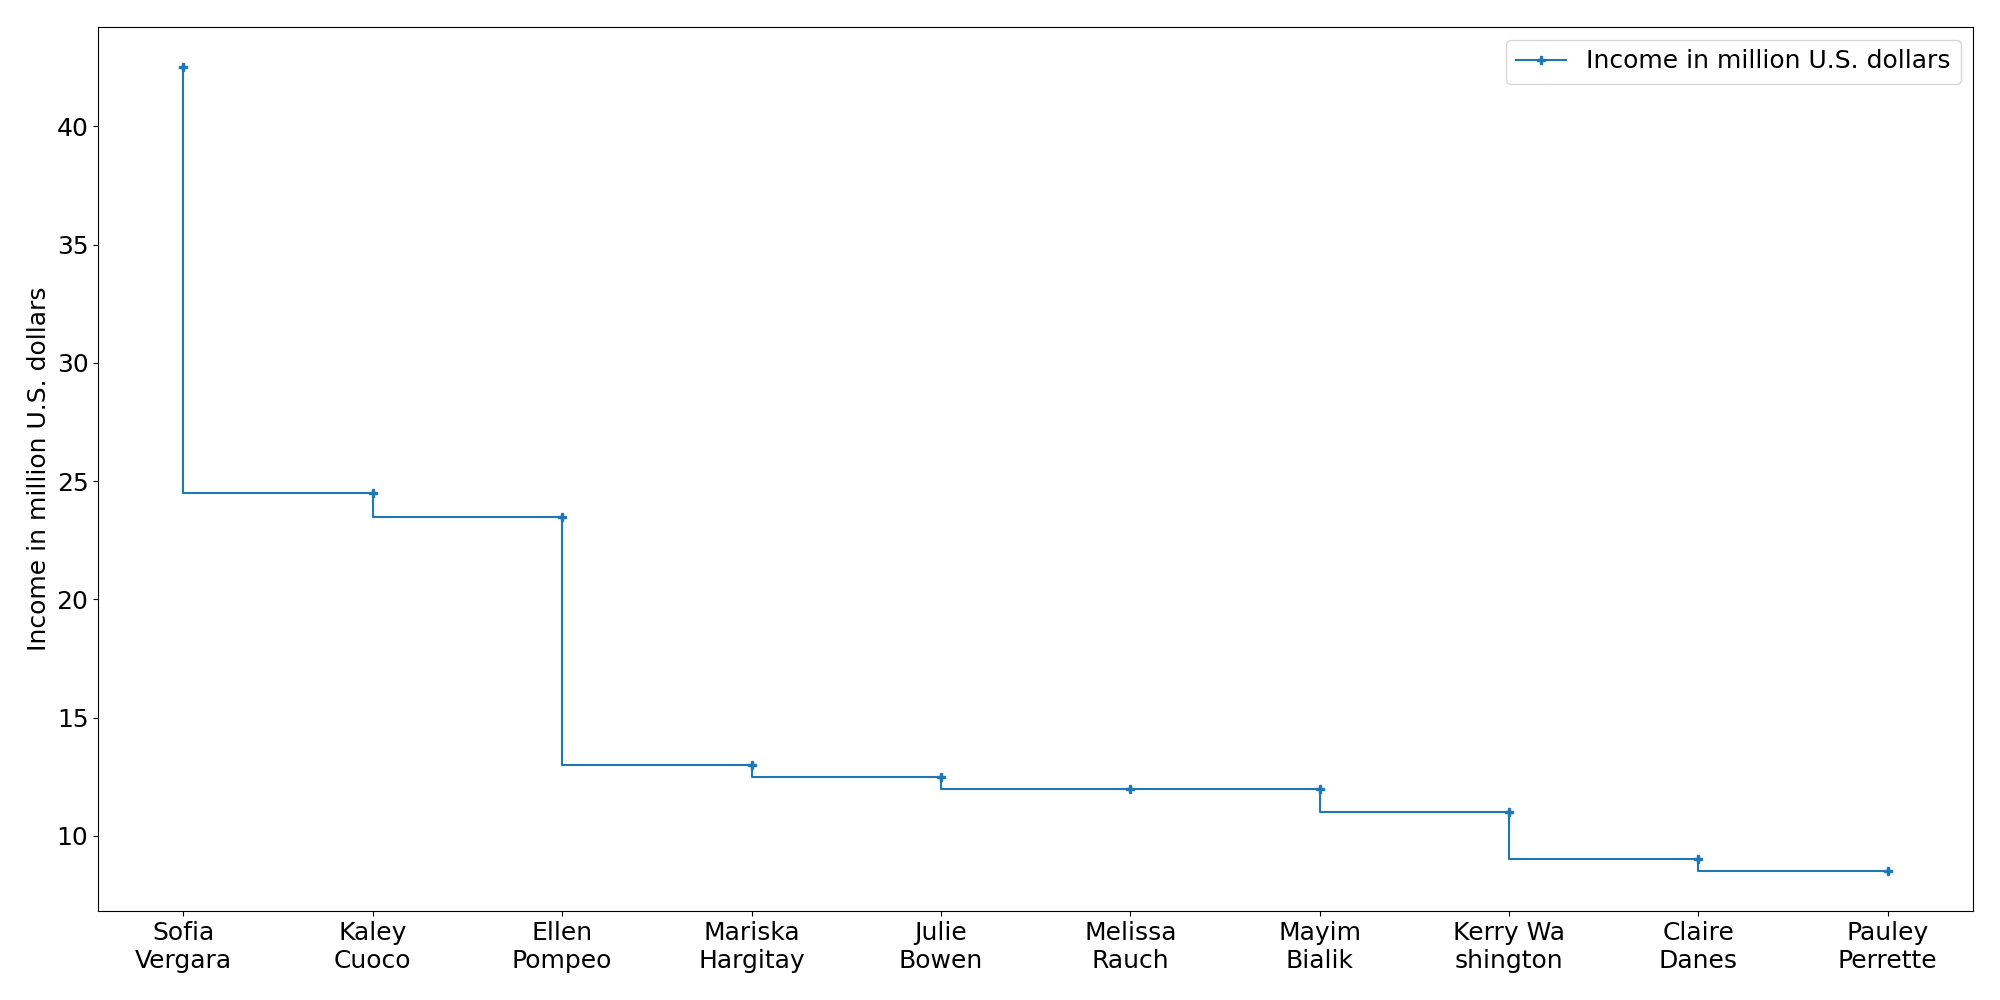 Income in million U.S. dollars
40
35
30
25
20
15
10
Income in million U.S. dollars
Sofia
Vergara
Kaley
Cuoco
Ellen
Pompeo
Mariska
Hargitay
Julie
Bowen
Melissa
Rauch
Mayim
Bialik
Kerry Wa
shington
Claire
Danes
Pauley
Perrette